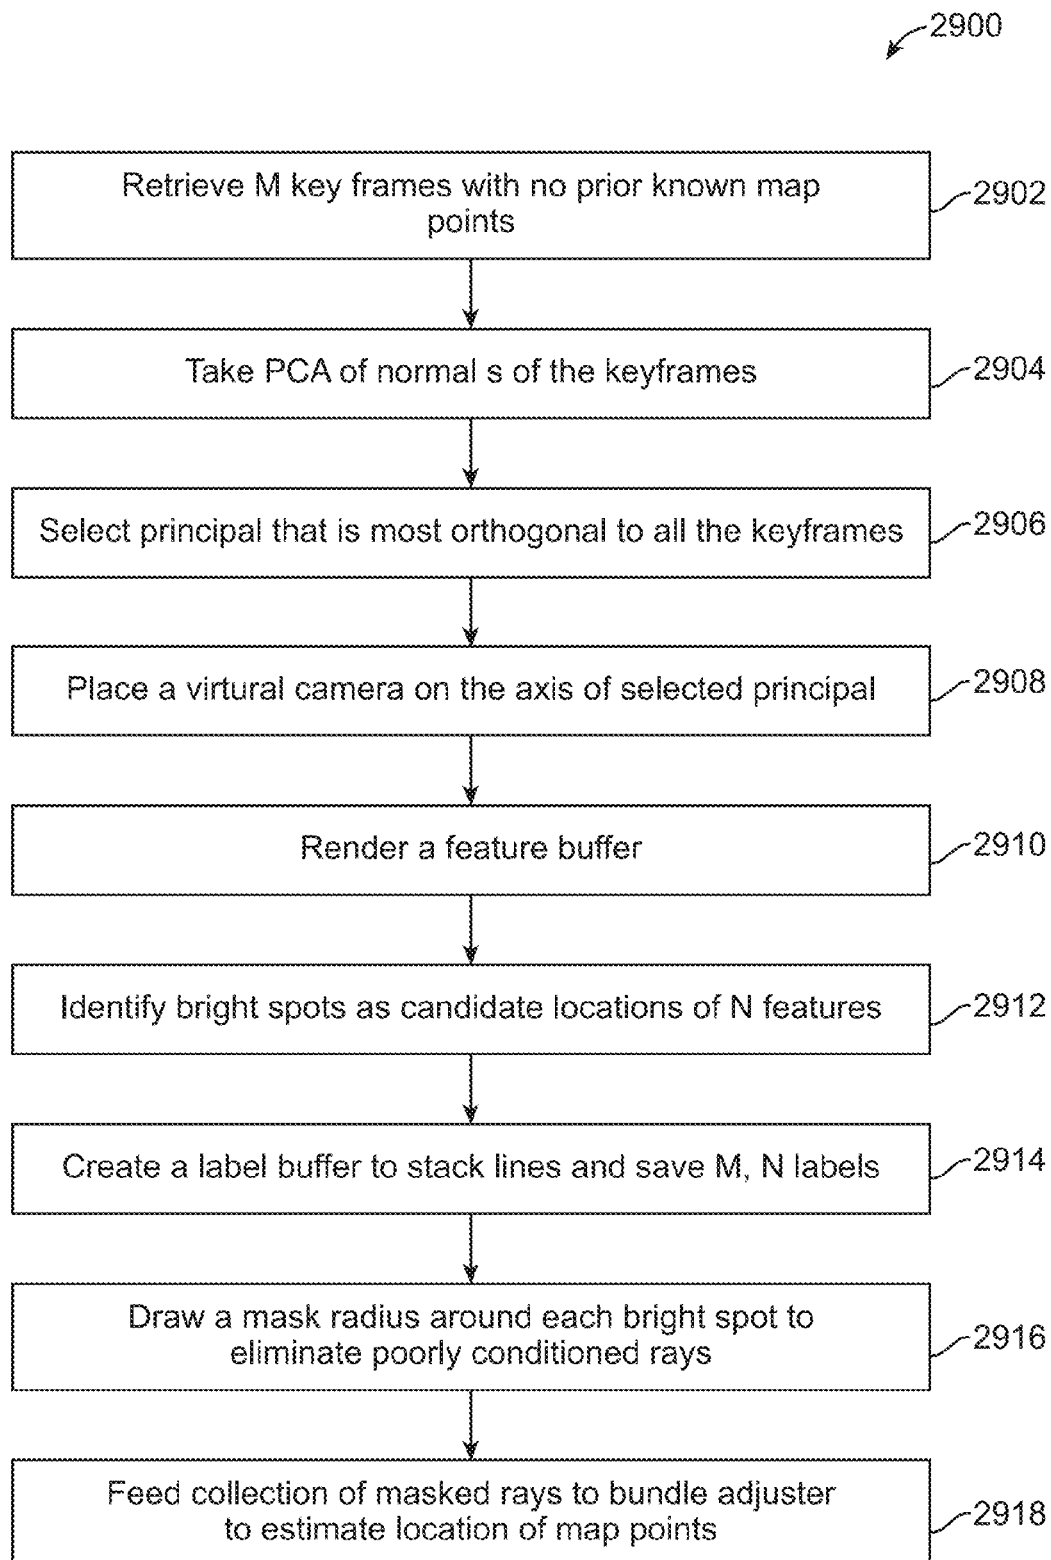 2900
Retrieve M key frames with no prior known map
points
2902
Take PCA of normal s of the keyframes
2904
Select principal that is most orthogonal to all the keyframes
2906
Place a virtural camera on the axis of selected principal
2908
Render a feature buffer
2910
Identify bright spots as candidate locations of N features
2912
Create a label buffer to stack lines and save M, N labels
2914
Draw a mask radius around each bright spot to
eliminate poorly conditioned rays
2916
Feed collection of masked rays to bundle adjuster
to estimate location of map points
2918